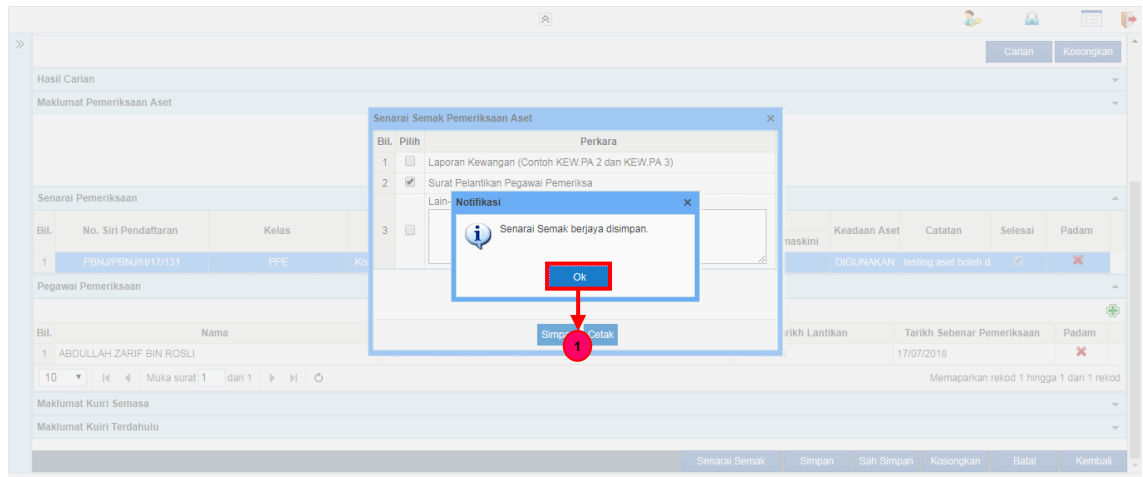 Carian Kosongkan
Hasil Carian
Maklumat Pemeriksaan Aset
Senarai Semak Pemeriksaan Aset
Bil. Pilih Perkara
1 Laporan Kewangan (Contoh KEW.PA 2 dan KEW.PA 3)
2 Surat Pelantikan Pegawai Pemeriksa
Lain-
3
Notifikasi
Senarai Semak berjaya disimpan.
Ok
Cetak
1
Senarai Pemeriksaan
Bil. No. Siri Pendaftaran Kelas Keadaan Aset Catatan Selesai Padam
1 PBNJ/PBNJ/H/17/131 PPE DIGUNAKAN testing aset boleh d
Pegawai Pemeriksaan
Bil. Nama Lantikan Tarikh Sebenar Pemeriksaan Padam
1 ABDULLAH ZARIF BIN ROSLI 17/07/2018
10 Muka surat 1 dari 1 Memaparkan rekod 1 hingga 1 dari 1 rekod
Maklumat Kuiri Semasa
Maklumat Kuiri Terdahulu
Senarai Semak Simpan Sah Simpan Kosongkan Batal Kembali